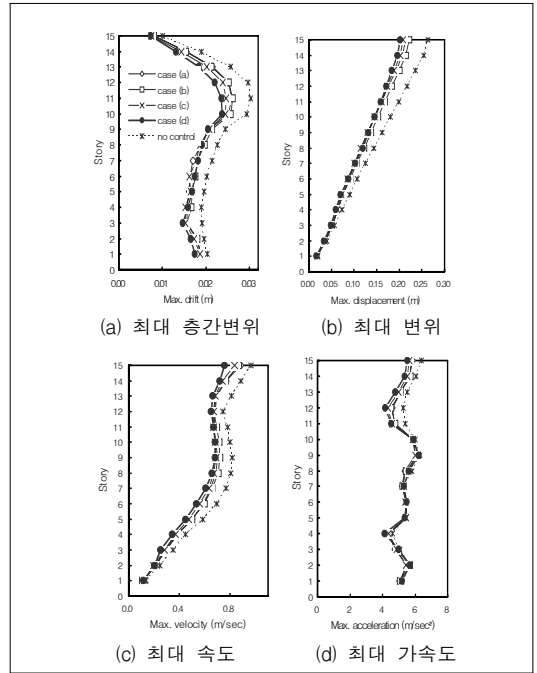 15
14
13
12
11
10
9
8
7
6
5
4
3
2
1
Story
case (a)
case (b)
case (c)
case (d)
no control
0.00 0.01 0.02 0.03
Max. drift (m)
(a) 최대 층간변위
15
14
13
12
11
10
9
8
7
6
5
4
3
2
1
Story
0.00 0.05 0.10 0.15 0.20 0.25 0.30
Max. displacement (m)
(b) 최대 변위
15
14
13
12
11
10
9
8
7
6
5
4
3
2
1
Story
0.0 0.4 0.8
Max. velocity (m/sec)
(c) 최대 속도
15
14
13
12
11
10
9
8
7
6
5
4
3
2
1
Story
0 2 4 6 8
Max. acceleration (m/sec²)
(d) 최대 가속도